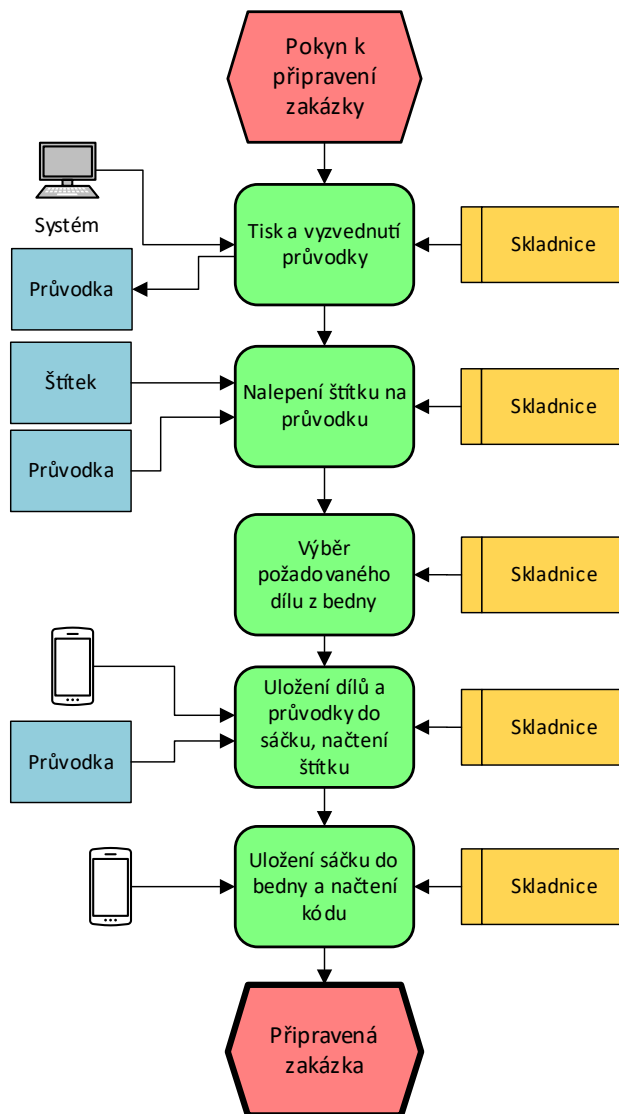 Pokyn k
připravení
zakázky
Systém
Tisk a vyzvednutí
průvodky
Skladnice
Průvodka
Štítek
Nalepení štítku na
průvodku
Skladnice
Průvodka
Výběr
požadovaného
dílu z bedny
Skladnice
Uložení dílů a
průvodky do
sáčku, načtení
štítku
Skladnice
Průvodka
Uložení sáčku do
bedny a načtení
kódu
Skladnice
Připravená
zakázka